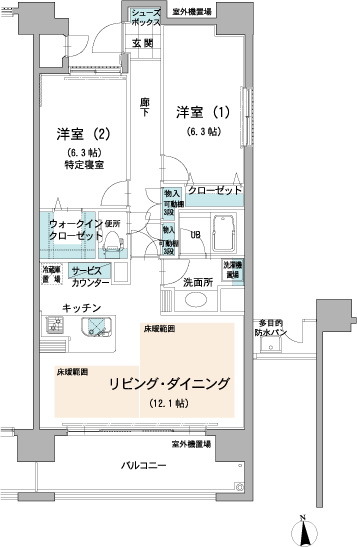 シューズ
ボックス
室外機置場
玄関
廊
下
洋室 (1)
(6.3 帖)
洋室 (2)
(6.3 帖)
特定寝室
物入
可動棚
3段
クローゼット
ウォークイン
クローゼット
便所
物入
可動棚
3段
UB
冷蔵庫
置場
サービス
カウンター
洗面所
洗濯機
置場
キッチン
床暖範囲
多目的
防水パン
床暖範囲
リビング・ダイニング
(12.1 帖)
室外機置場
バルコニー
N